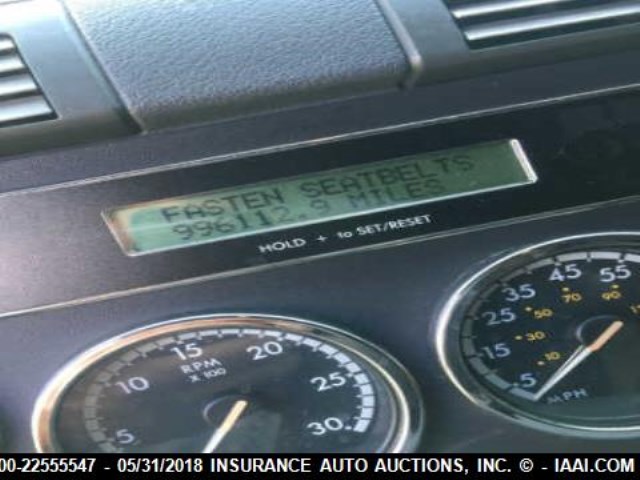 FASTEN SEATBELTS
996112.9 MILES
HOLD + to SET/RESET
5 10 15 20 25 30
RPM
X 100
5 15 25 35 45 55
10 30 70 90
MPH
00-22555547 - 05/31/2018 INSURANCE AUTO AUCTIONS, INC. © - IAAI.COM